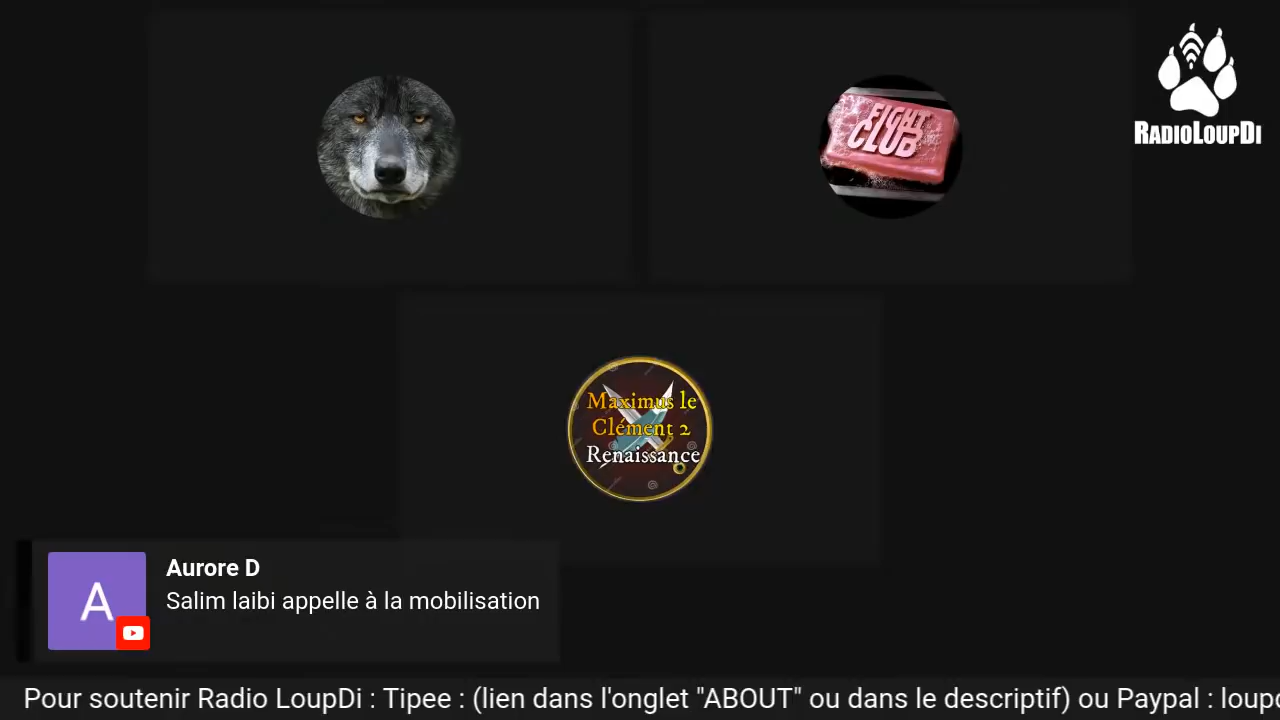 RADIOLOUPDI
FIGHT
CLUB
Maximus le
Clément 2
Renaissance
A
Aurore D
Salim laibi appelle à la mobilisation
Pour soutenir Radio LoupDi : Tipee : (lien dans l'onglet "ABOUT" ou dans le descriptif) ou Paypal :